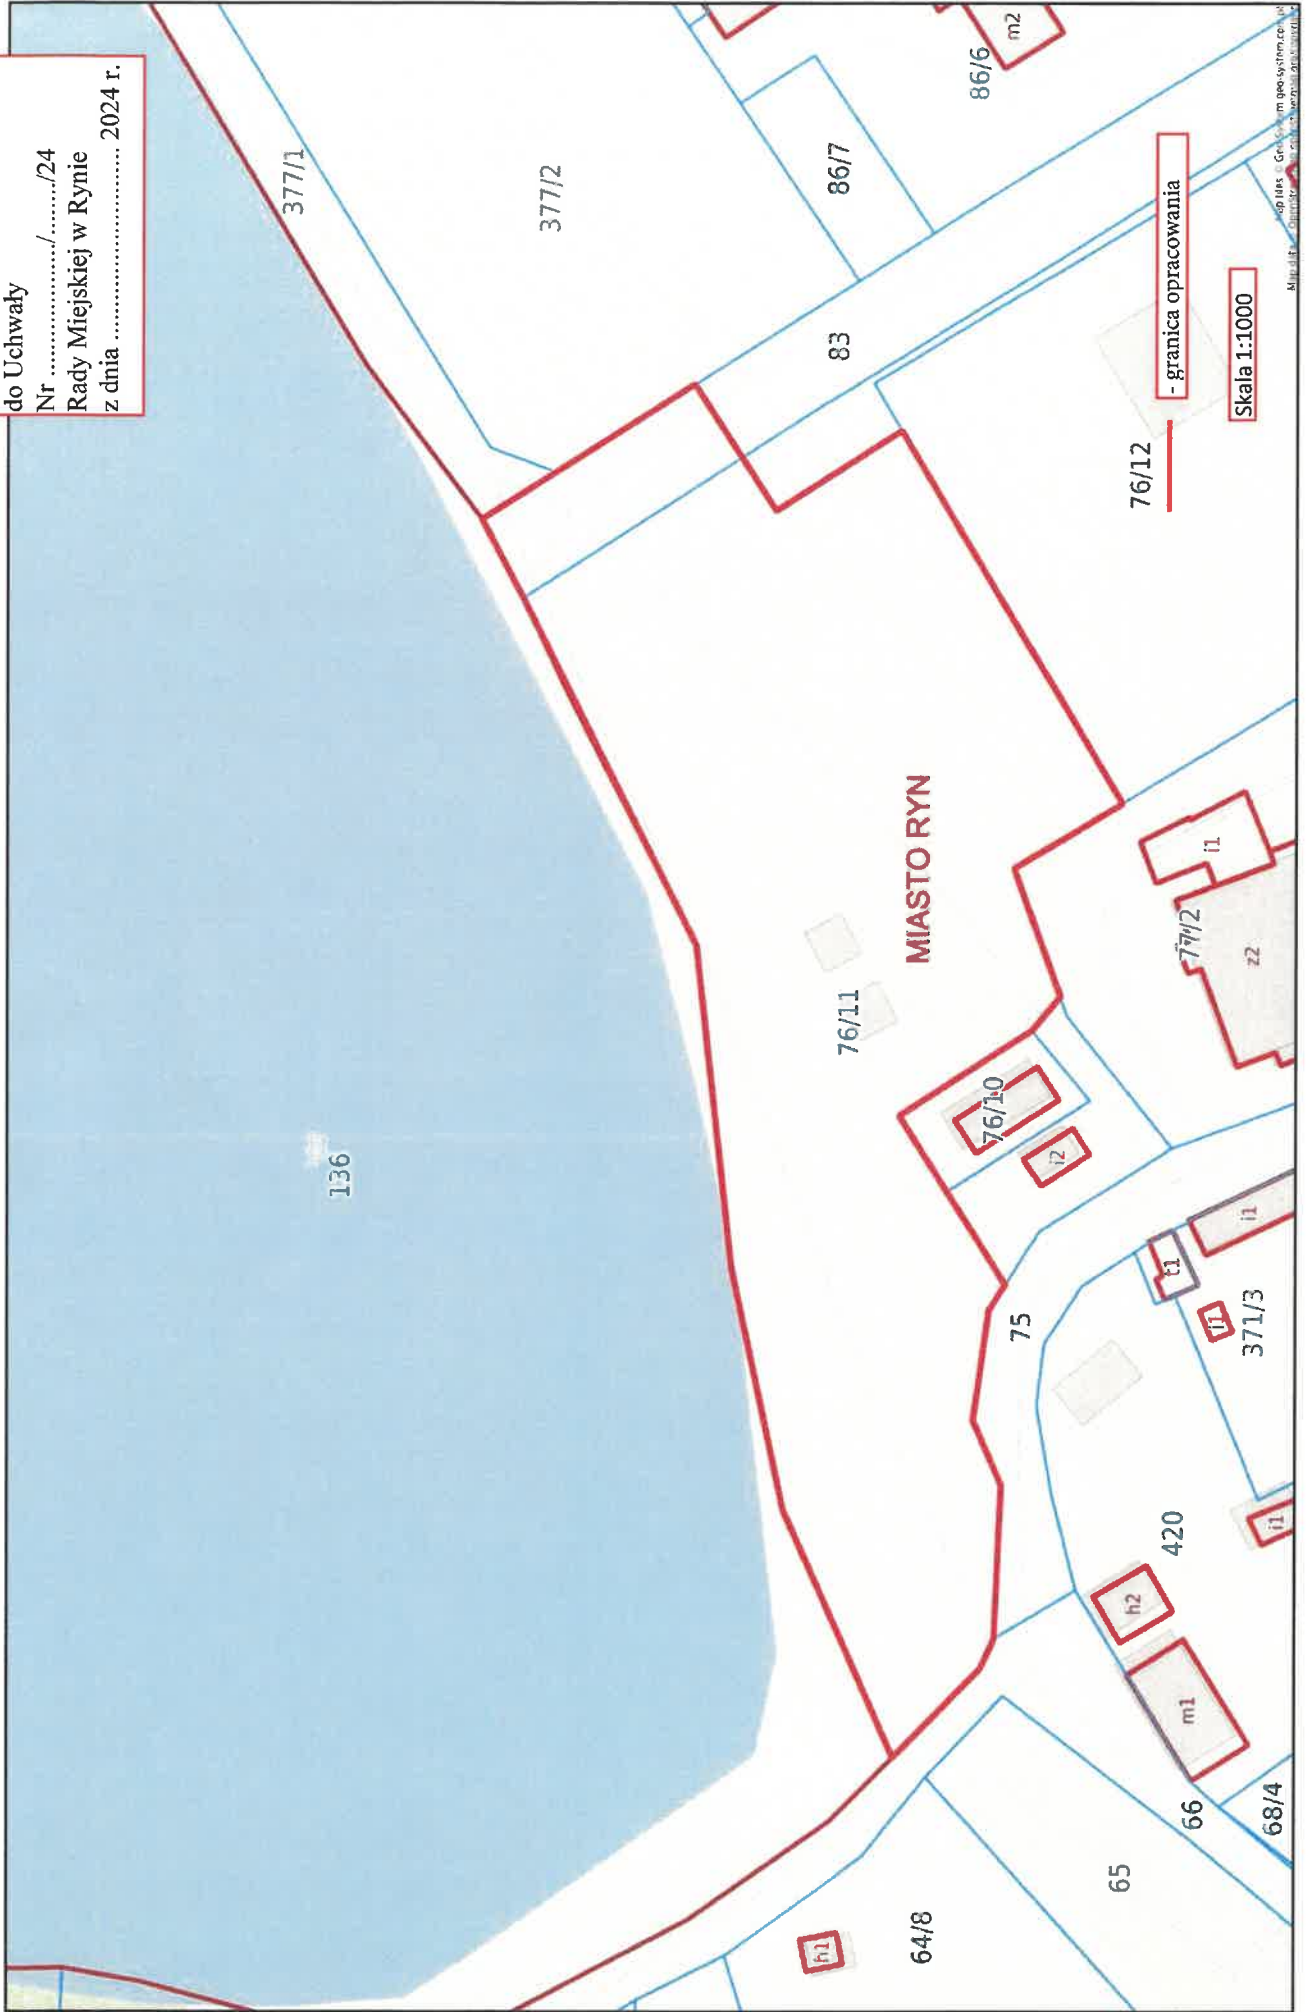 do Uchwały
Nr ................../......./24
Rady Miejskiej w Rynie
z dnia ............................ 2024 r.
377/1
377/2
86/6
m2
86/7
83
136
76/12
- granica opracowania
Skala 1:1000
MIASTO RYN
76/11
76/10
i2
77/2
i1
z2
75
t1
i1
i1
371/3
420
i1
h2
m1
66
68/4
65
64/8
h1